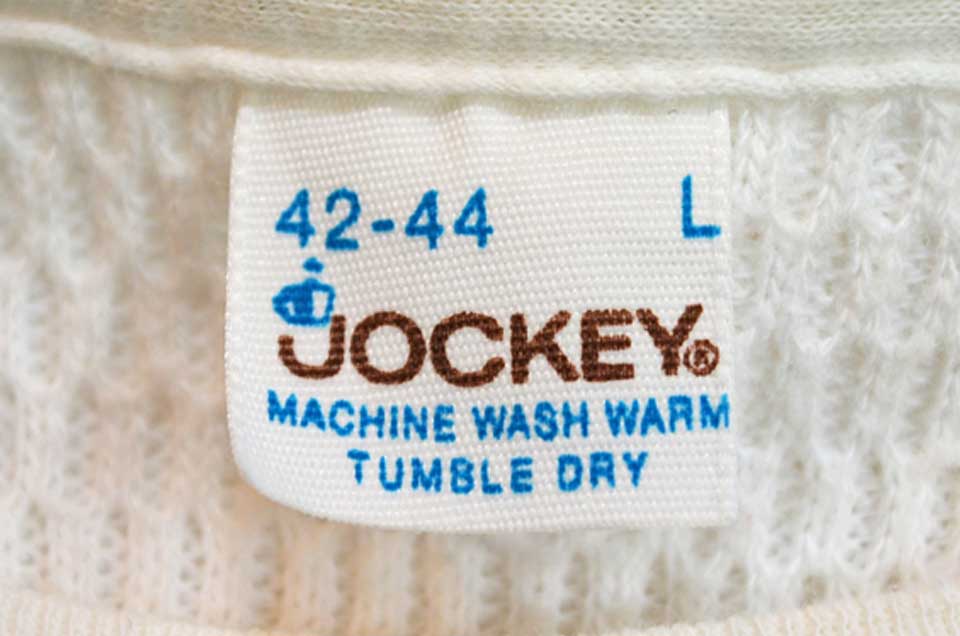 42-44 L
JOCKEY®
MACHINE WASH WARM
TUMBLE DRY